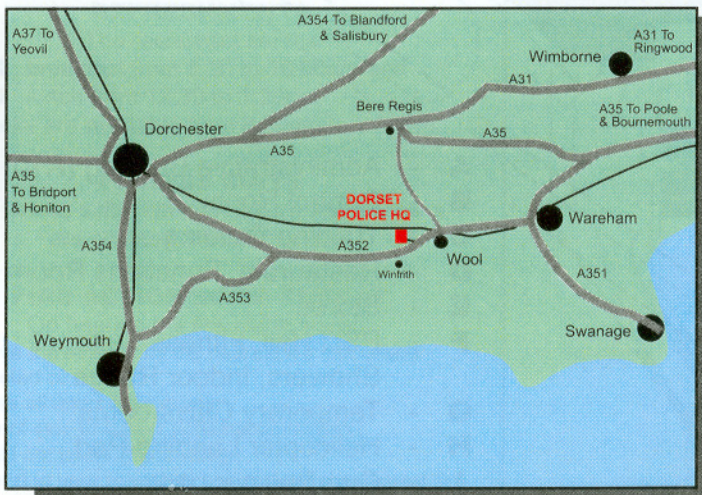 A37 To
Yeovil
A354 To Blandford
& Salisbury
A31 To
Ringwood
Wimborne
A31
Bere Regis
A35 To Poole
& Bournemouth
Dorchester
A35
A35
A35
To Bridport
& Honiton
DORSET
POLICE HQ
Wareham
A354
A352
Wool
Winfrith
A351
A353
Swanage
Weymouth